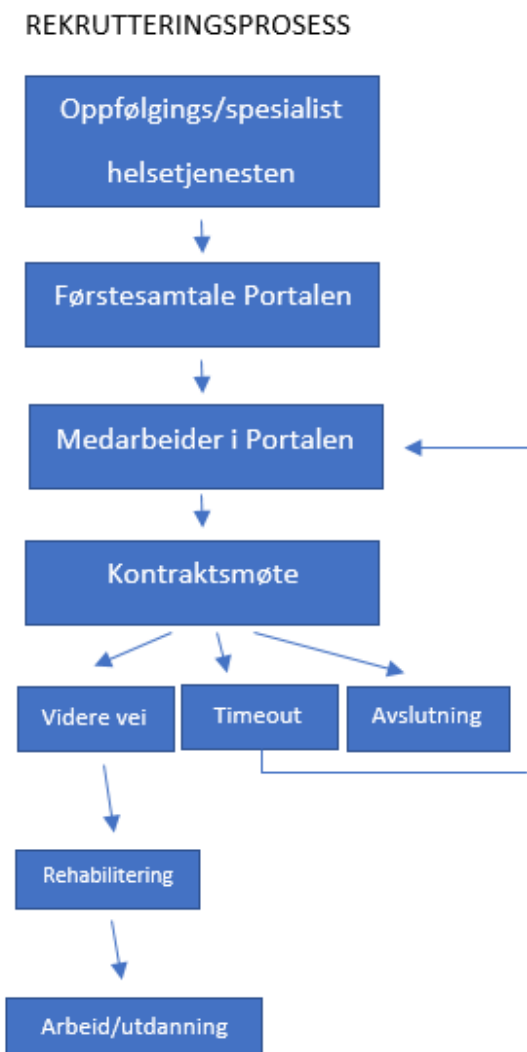 REKRUTTERINGSPROSESS
Oppfølgings/spesialist
helsetjenesten
Førstesamtale Portalen
Medarbeider i Portalen
Kontraktsmøte
Videre vei
Timeout
Avslutning
Rehabilitering
Arbeid/utdanning